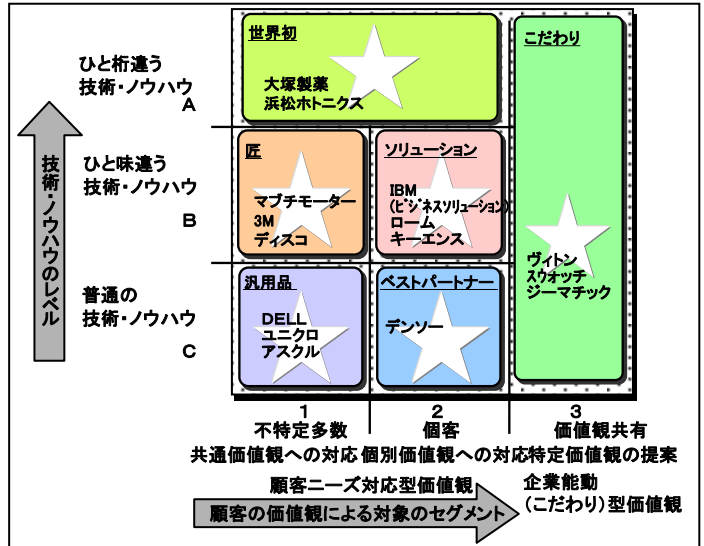 世界初
こだわり
ひと桁違う
技術・ノウハウ
A
大塚製薬
浜松ホトニクス
技術・ノウハウのレベル
ひと味違う
技術・ノウハウ
B
匠
マブチモーター
3M
ディスコ
ソリューション
IBM
(ビジネスソリューション)
ローム
キーエンス
ヴィトン
スウォッチ
ジーマチック
普通の
技術・ノウハウ
C
汎用品
DELL
ユニクロ
アスクル
ベストパートナー
デンソー
1
2
3
不特定多数
個客
価値観共有
共通価値観への対応
個別価値観への対応
特定価値観の提案
顧客ニーズ対応型価値観
企業能動
(こだわり)型価値観
顧客の価値観による対象のセグメント